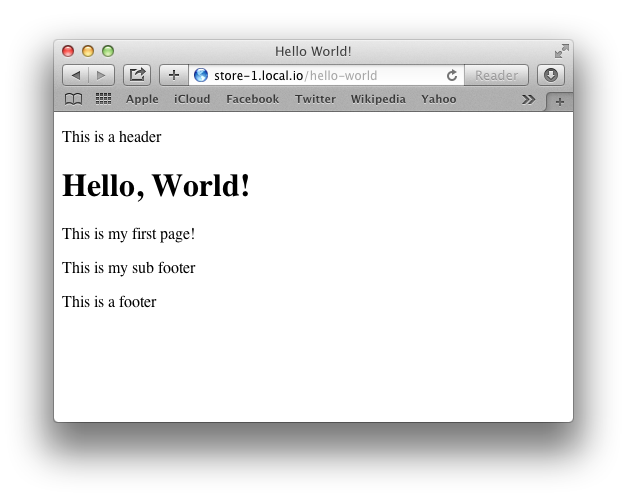 Hello World!
store-1.local.io/hello-world
Reader
Apple iCloud Facebook Twitter Wikipedia Yahoo
This is a header
Hello, World!
This is my first page!
This is my sub footer
This is a footer